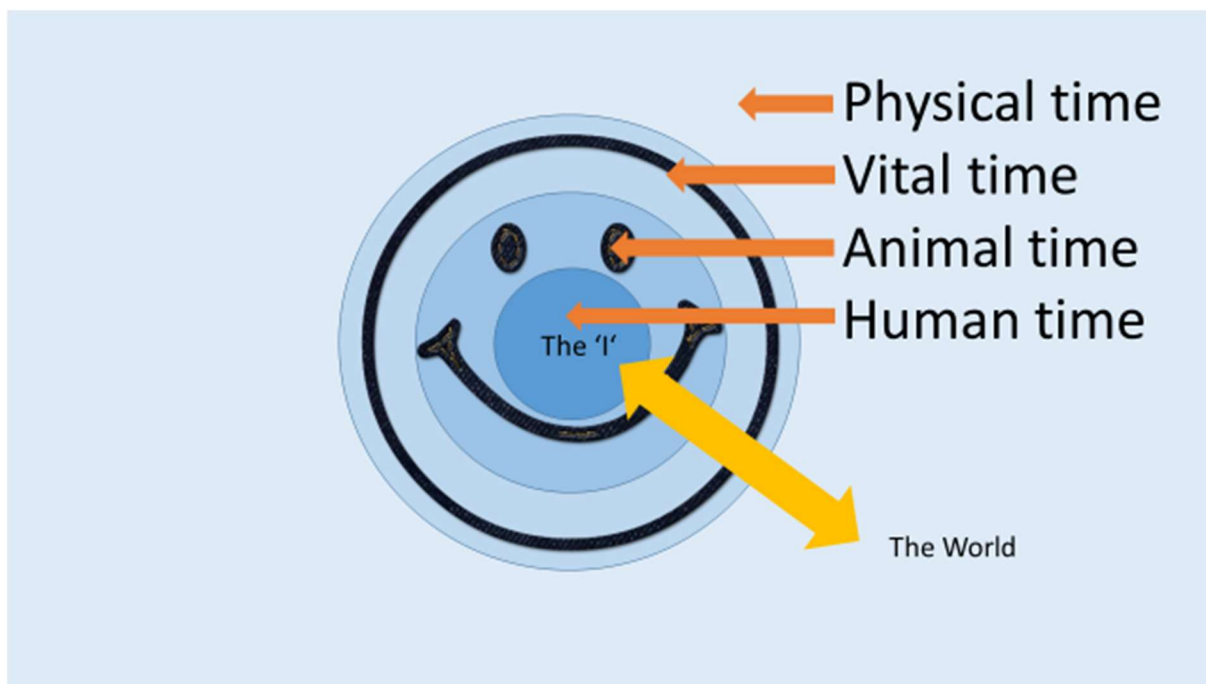 Physical time
Vital time
Animal time
Human time
The ‘I‘
The World